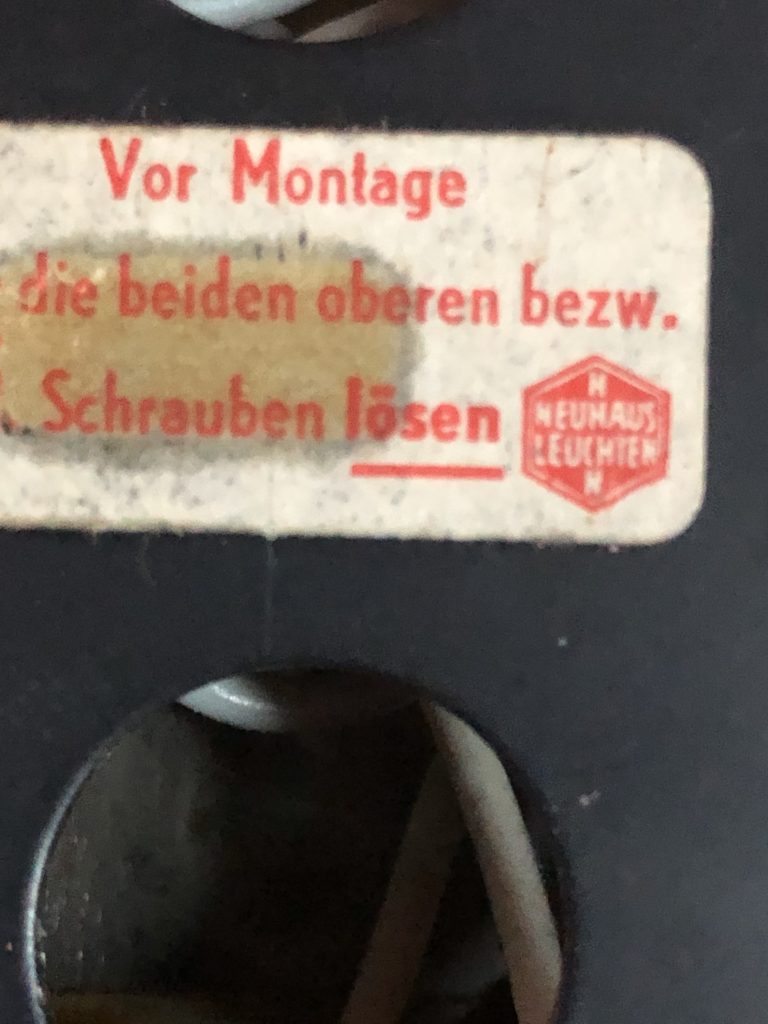 Vor Montage
die beiden oberen bezw.
Schrauben lösen
H
NEUHAUS
LEUCHTEN
H